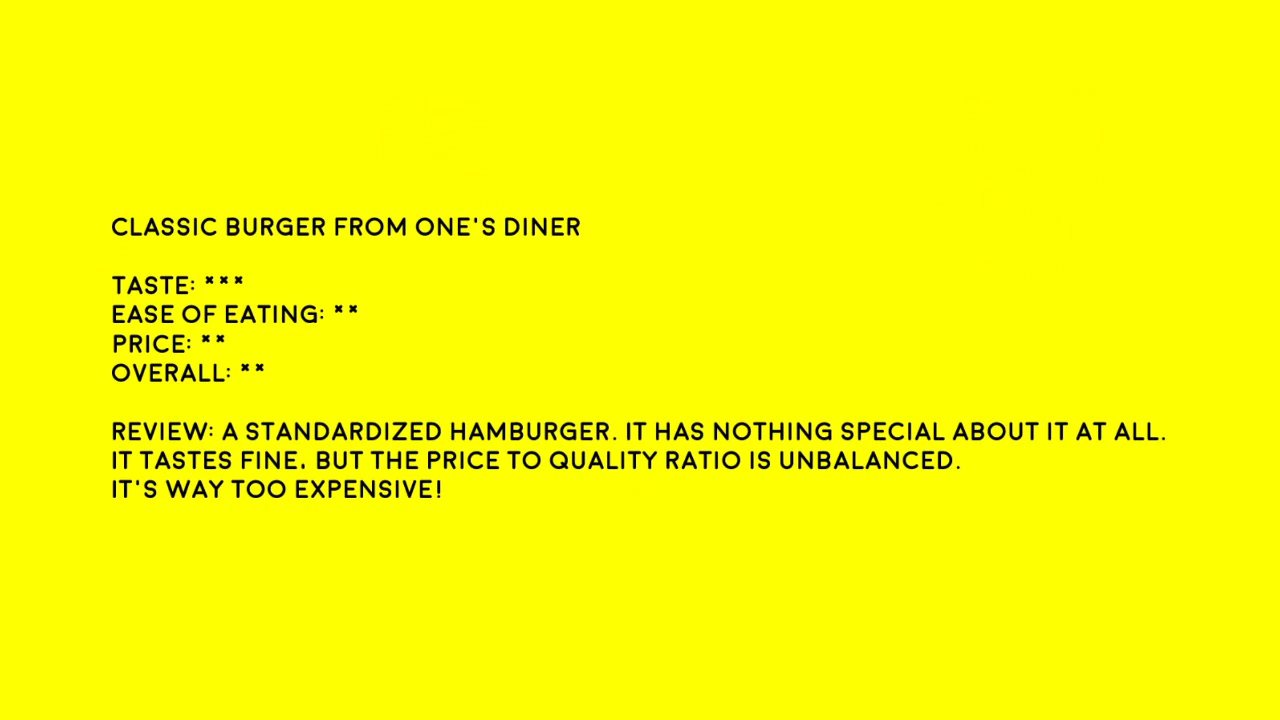 CLASSIC BURGER FROM ONE'S DINER
TASTE: ***
EASE OF EATING: **
PRICE: **
OVERALL: **
REVIEW: A STANDARDIZED HAMBURGER. IT HAS NOTHING SPECIAL ABOUT IT AT ALL.
IT TASTES FINE, BUT THE PRICE TO QUALITY RATIO IS UNBALANCED.
IT'S WAY TOO EXPENSIVE!